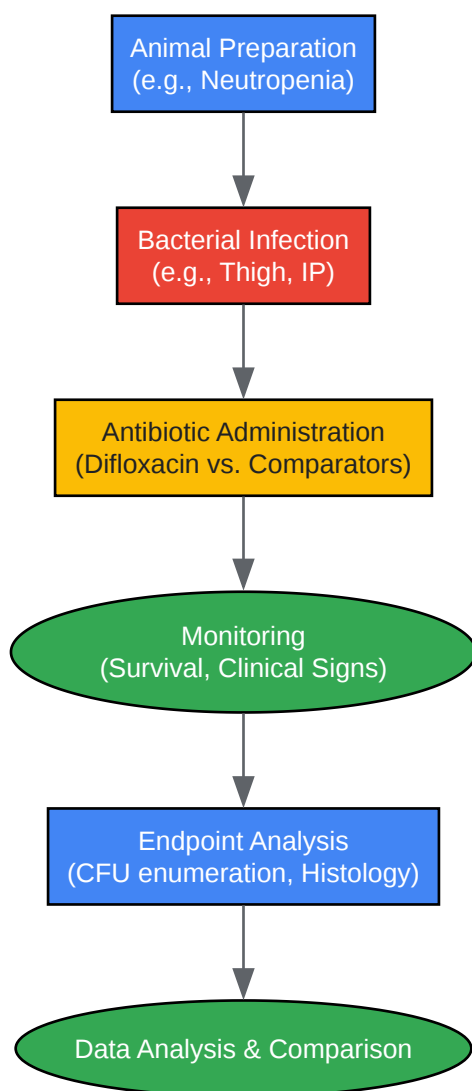 Animal Preparation
(e.g., Neutropenia)
Bacterial Infection
(e.g., Thigh, IP)
Antibiotic Administration
(Difloxacin vs. Comparators)
Monitoring
(Survival, Clinical Signs)
Endpoint Analysis
(CFU enumeration, Histology)
Data Analysis & Comparison